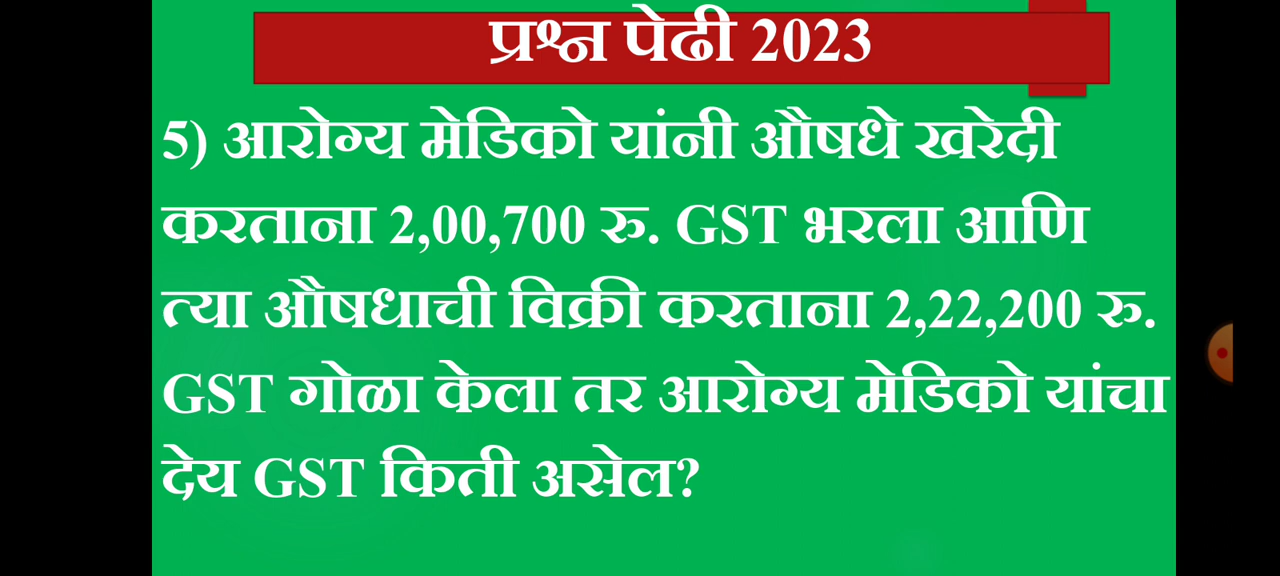 प्रश्न पेढी 2023
5) आरोग्य मेडिको यांनी औषधे खरेदी
करताना 2,00,700 रु. GST भरला आणि
त्या औषधाची विक्री करताना 2,22,200 रु.
GST गोळा केला तर आरोग्य मेडिको यांचा
देय GST किती असेल?